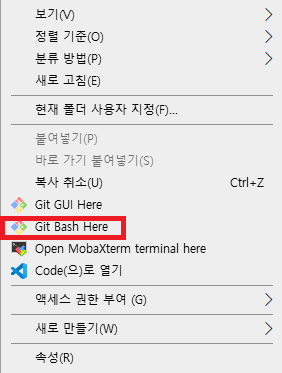 보기(V)
정렬 기준(O)
분류 방법(P)
새로 고침(E)
현재 폴더 사용자 지정(F)...
붙여넣기(P)
바로 가기 붙여넣기(S)
복사 취소(U) Ctrl+Z
Git GUI Here
Git Bash Here
Open MobaXterm terminal here
Code(으)로 열기
액세스 권한 부여 (G)
새로 만들기(W)
속성(R)